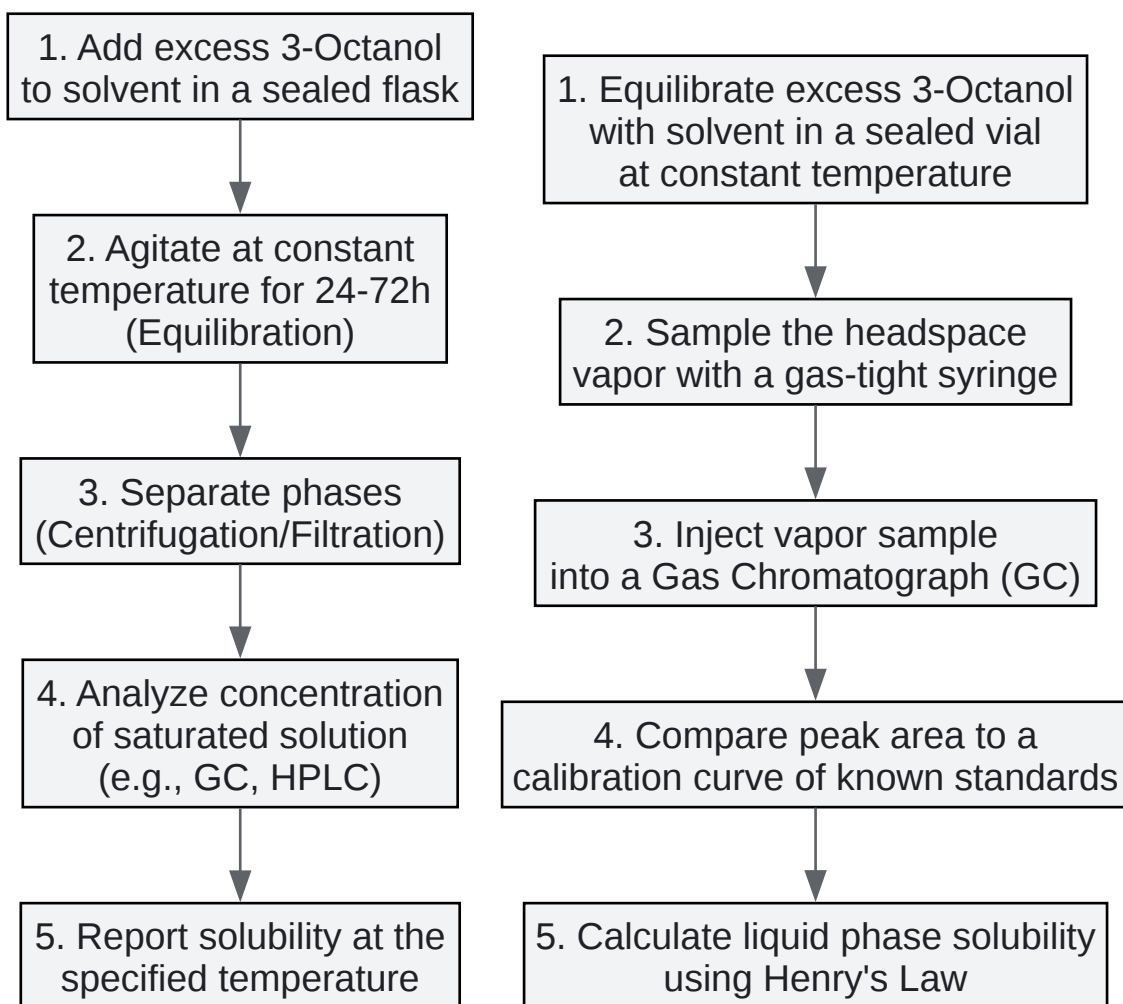 1. Add excess 3-Octanol
to solvent in a sealed flask
2. Agitate at constant
temperature for 24-72h
(Equilibration)
3. Separate phases
(Centrifugation/Filtration)
4. Analyze concentration
of saturated solution
(e.g., GC, HPLC)
5. Report solubility at the
specified temperature
1. Equilibrate excess 3-Octanol
with solvent in a sealed vial
at constant temperature
2. Sample the headspace
vapor with a gas-tight syringe
3. Inject vapor sample
into a Gas Chromatograph (GC)
4. Compare peak area to a
calibration curve of known standards
5. Calculate liquid phase solubility
using Henry's Law